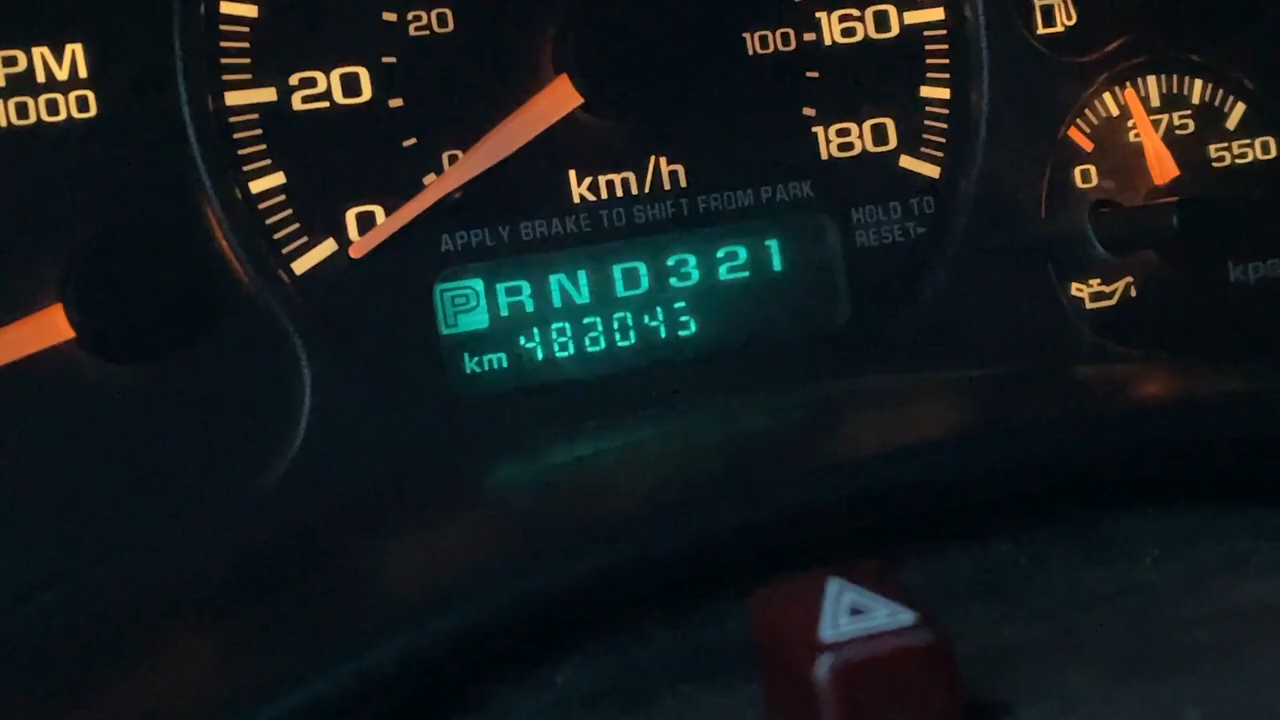 PM
1000
20
20
0
0
km/h
100
160
180
APPLY BRAKE TO SHIFT FROM PARK
HOLD TO
RESET
P R N D 3 2 1
km
0
275
550